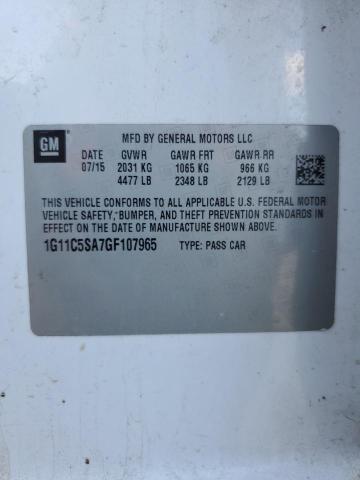 GM
MFD BY GENERAL MOTORS LLC
DATE GVWR GAWR FRT GAWR RR
07/15 2031 KG 1065 KG 966 KG
4477 LB 2348 LB 2129 LB
THIS VEHICLE CONFORMS TO ALL APPLICABLE U.S. FEDERAL MOTOR
VEHICLE SAFETY, BUMPER, AND THEFT PREVENTION STANDARDS IN
EFFECT ON THE DATE OF MANUFACTURE SHOWN ABOVE.
1G11C5SA7GF107965 TYPE: PASS CAR